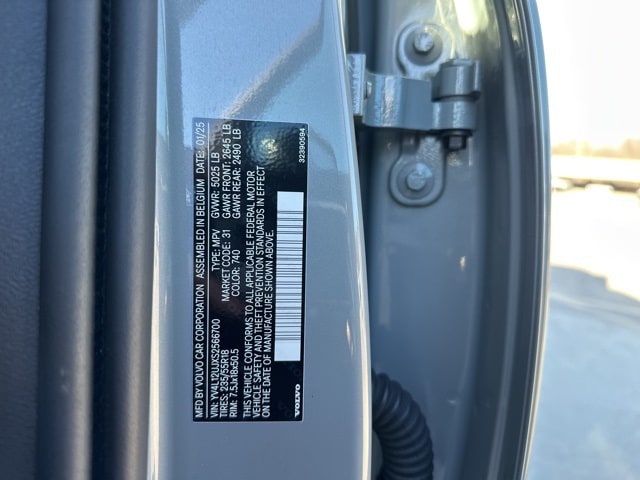 MFD BY VOLVO CAR CORPORATION ASSEMBLED IN BELGIUM DATE: 01/25
VIN: YV4L12UJXS2566700 TYPE: MPV GVWR: 5025 LB
TIRES: 235/55R18 MARKET CODE: 31 GAWR FRONT: 2645 LB
RIM: 7.5Jx18x50.5 COLOR: 740 GAWR REAR: 2490 LB
THIS VEHICLE CONFORMS TO ALL APPLICABLE FEDERAL MOTOR
VEHICLE SAFETY AND THEFT PREVENTION STANDARDS IN EFFECT
ON THE DATE OF MANUFACTURE SHOWN ABOVE.
VOLVO 32390594